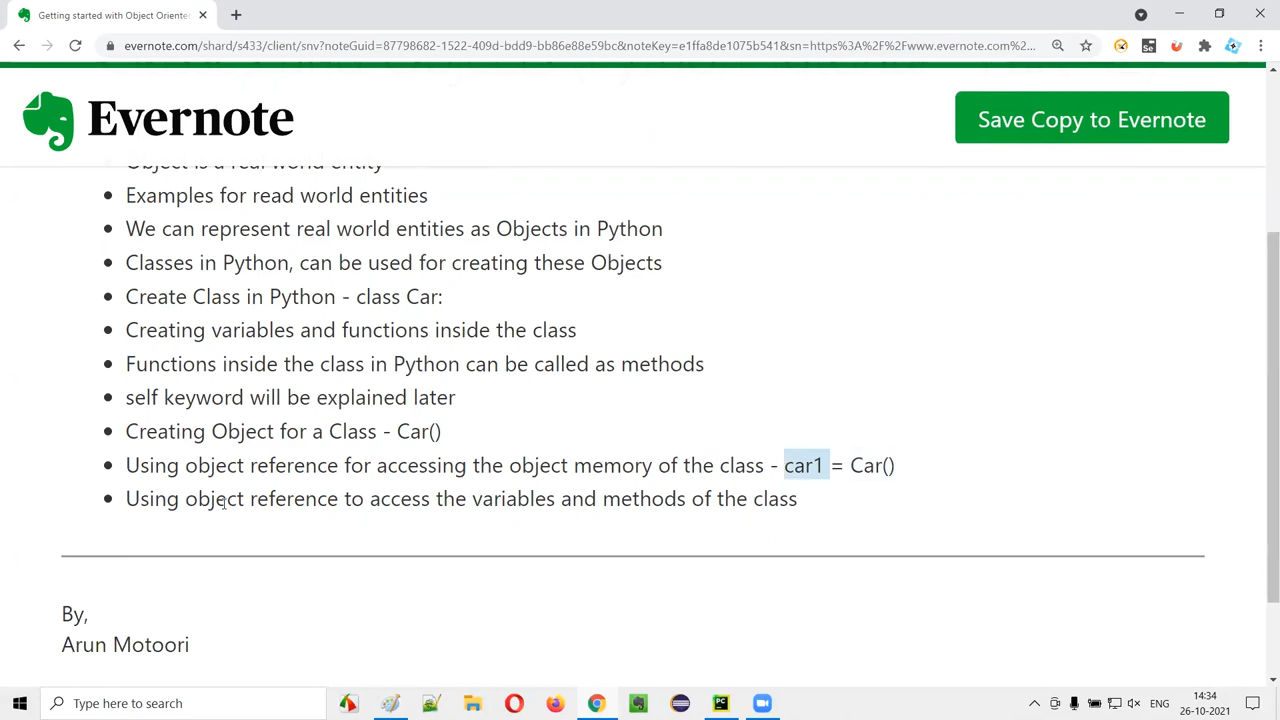 Getting started with Object Oriente
evernote.com/shard/s433/client/snv?noteGuid=87798682-1522-409d-bdd9-bb86e88e59bc&noteKey=e1ffa8de107b541&sn=https%3A%2F%2Fwww.evernote.com%2...
Evernote
Save Copy to Evernote
Object is a real world entity
Examples for read world entities
We can represent real world entities as Objects in Python
Classes in Python, can be used for creating these Objects
Create Class in Python - class Car:
Creating variables and functions inside the class
Functions inside the class in Python can be called as methods
self keyword will be explained later
Creating Object for a Class - Car()
Using object reference for accessing the object memory of the class - car1 = Car()
Using object reference to access the variables and methods of the class
By,
Arun Motoori
Type here to search
ENG
14:34
26-10-2021